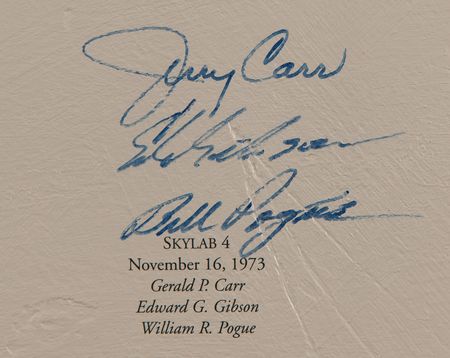 Jerry Carr
Ed Gibson
Bill Pogue
SKYLAB 4
November 16, 1973
Gerald P. Carr
Edward G. Gibson
William R. Pogue